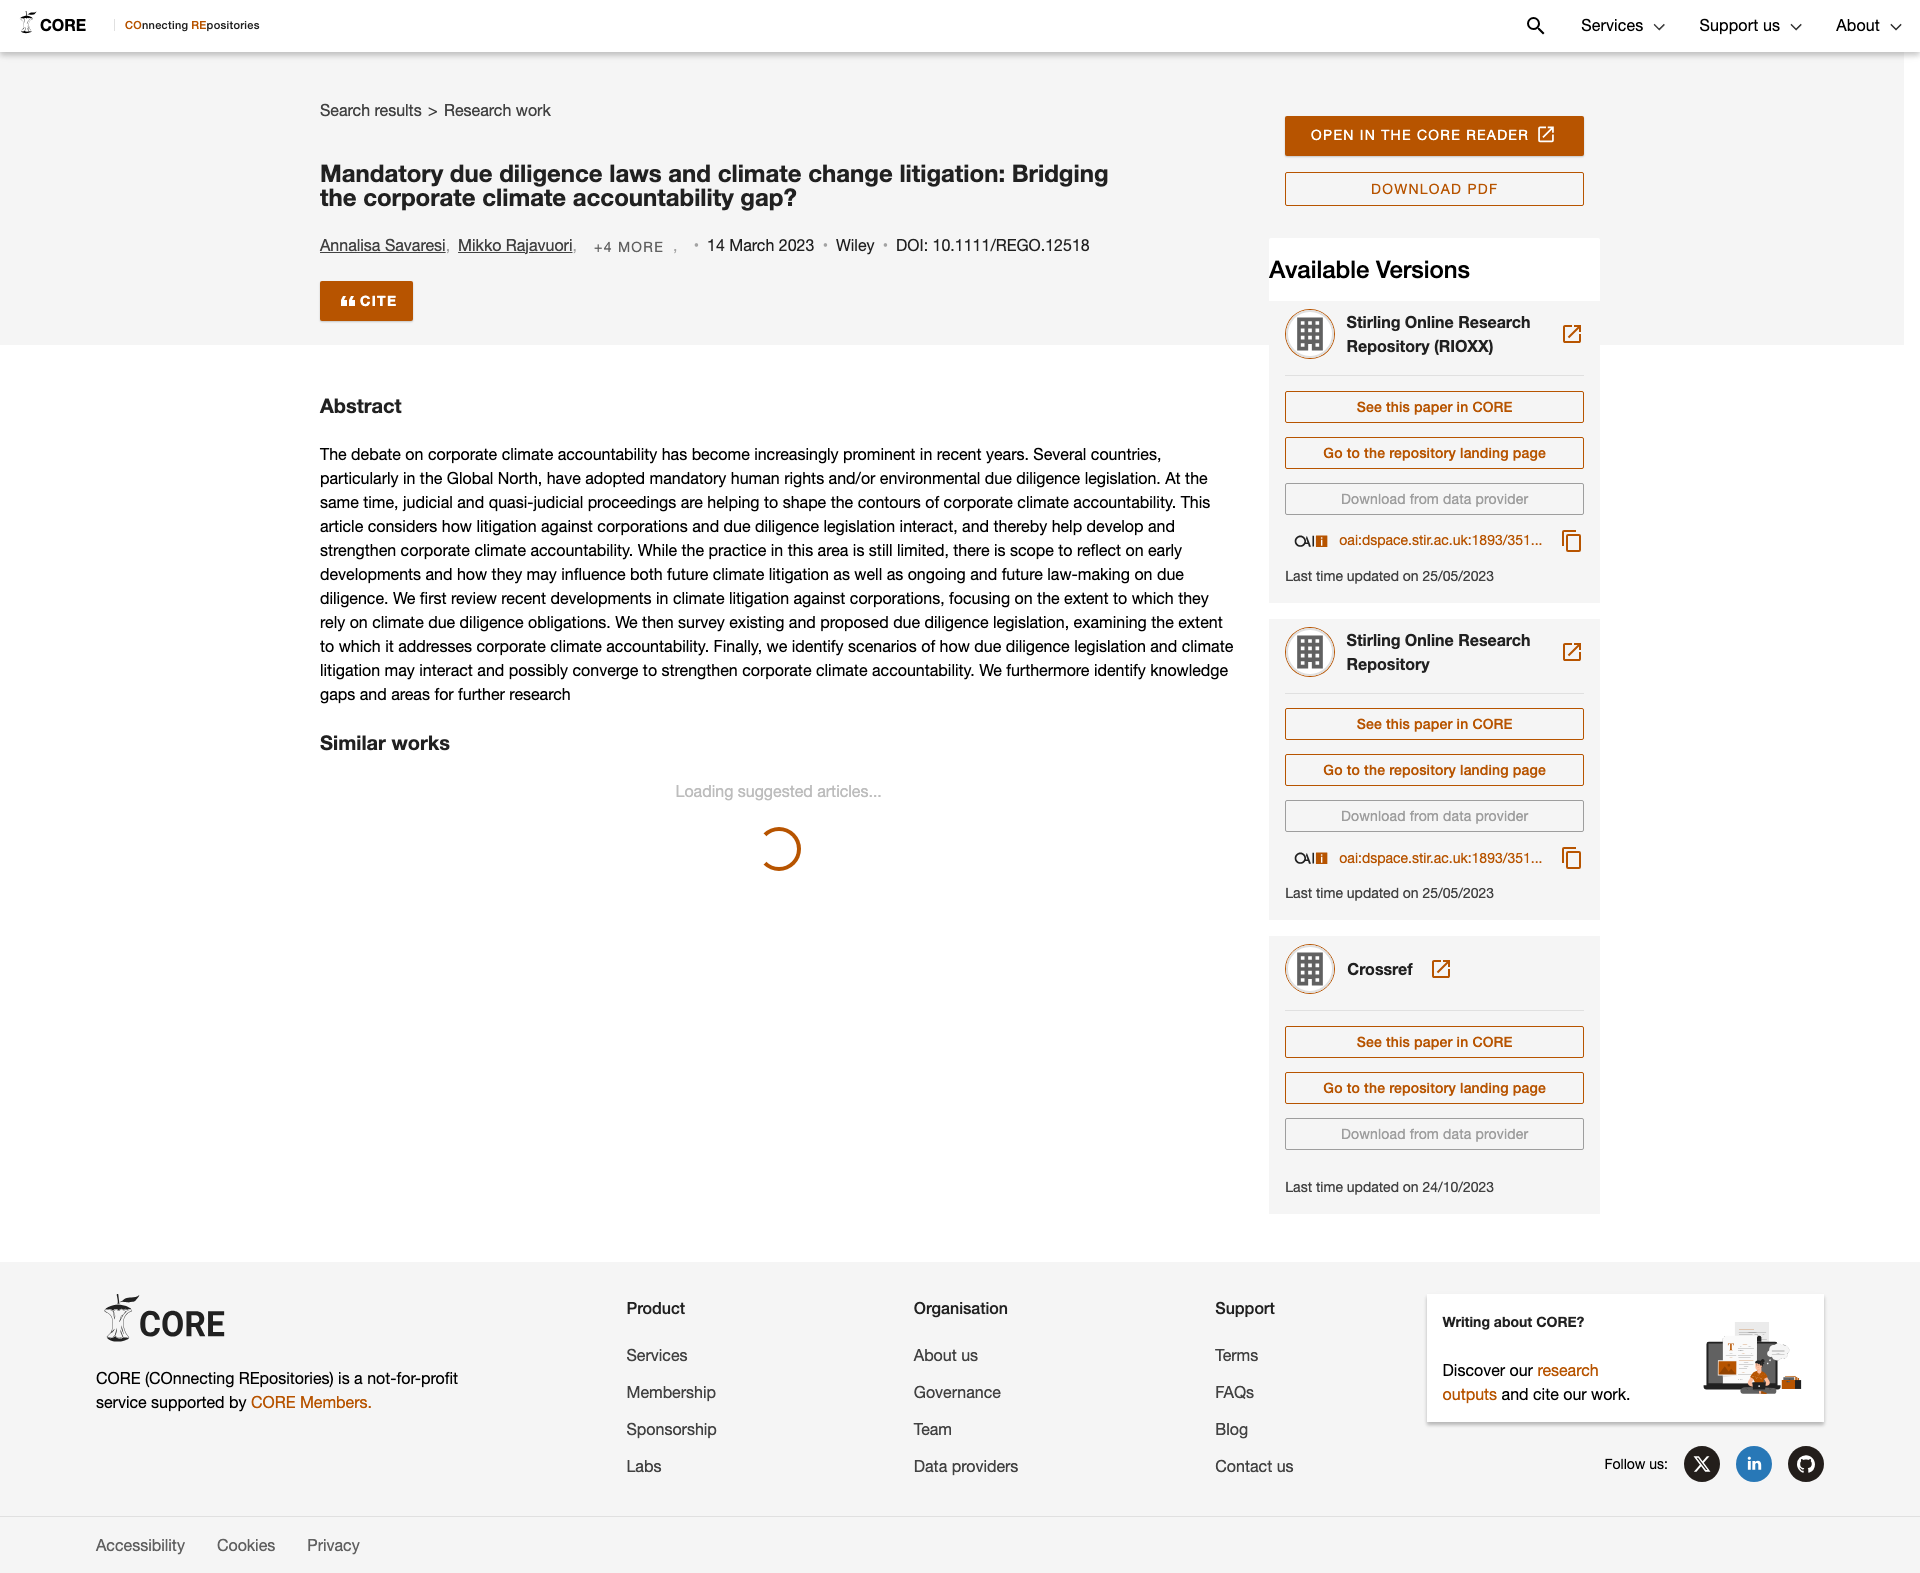 CORE
COnnecting REpositories
Services
Support us
About
Search results > Research work
Mandatory due diligence laws and climate change litigation: Bridging
the corporate climate accountability gap?
Annalisa Savaresi, Mikko Rajavuori, +4 MORE , • 14 March 2023 • Wiley • DOI: 10.1111/REGO.12518
CITE
Abstract
The debate on corporate climate accountability has become increasingly prominent in recent years. Several countries,
particularly in the Global North, have adopted mandatory human rights and/or environmental due diligence legislation. At the
same time, judicial and quasi-judicial proceedings are helping to shape the contours of corporate climate accountability. This
article considers how litigation against corporations and due diligence legislation interact, and thereby help develop and
strengthen corporate climate accountability. While the practice in this area is still limited, there is scope to reflect on early
developments and how they may influence both future climate litigation as well as ongoing and future law-making on due
diligence. We first review recent developments in climate litigation against corporations, focusing on the extent to which they
rely on climate due diligence obligations. We then survey existing and proposed due diligence legislation, examining the extent
to which it addresses corporate climate accountability. Finally, we identify scenarios of how due diligence legislation and climate
litigation may interact and possibly converge to strengthen corporate climate accountability. We furthermore identify knowledge
gaps and areas for further research
Similar works
Loading suggested articles...
OPEN IN THE CORE READER
DOWNLOAD PDF
Available Versions
Stirling Online Research
Repository (RIOXX)
See this paper in CORE
Go to the repository landing page
Download from data provider
OAI oai:dspace.stir.ac.uk:1893/351...
Last time updated on 25/05/2023
Stirling Online Research
Repository
See this paper in CORE
Go to the repository landing page
Download from data provider
OAI oai:dspace.stir.ac.uk:1893/351...
Last time updated on 25/05/2023
Crossref
See this paper in CORE
Go to the repository landing page
Download from data provider
Last time updated on 24/10/2023
CORE
CORE (COnnecting REpositories) is a not-for-profit
service supported by CORE Members.
Product
Services
Membership
Sponsorship
Labs
Organisation
About us
Governance
Team
Data providers
Support
Terms
FAQs
Blog
Contact us
Writing about CORE?
Discover our research
outputs and cite our work.
Follow us:
Accessibility
Cookies
Privacy